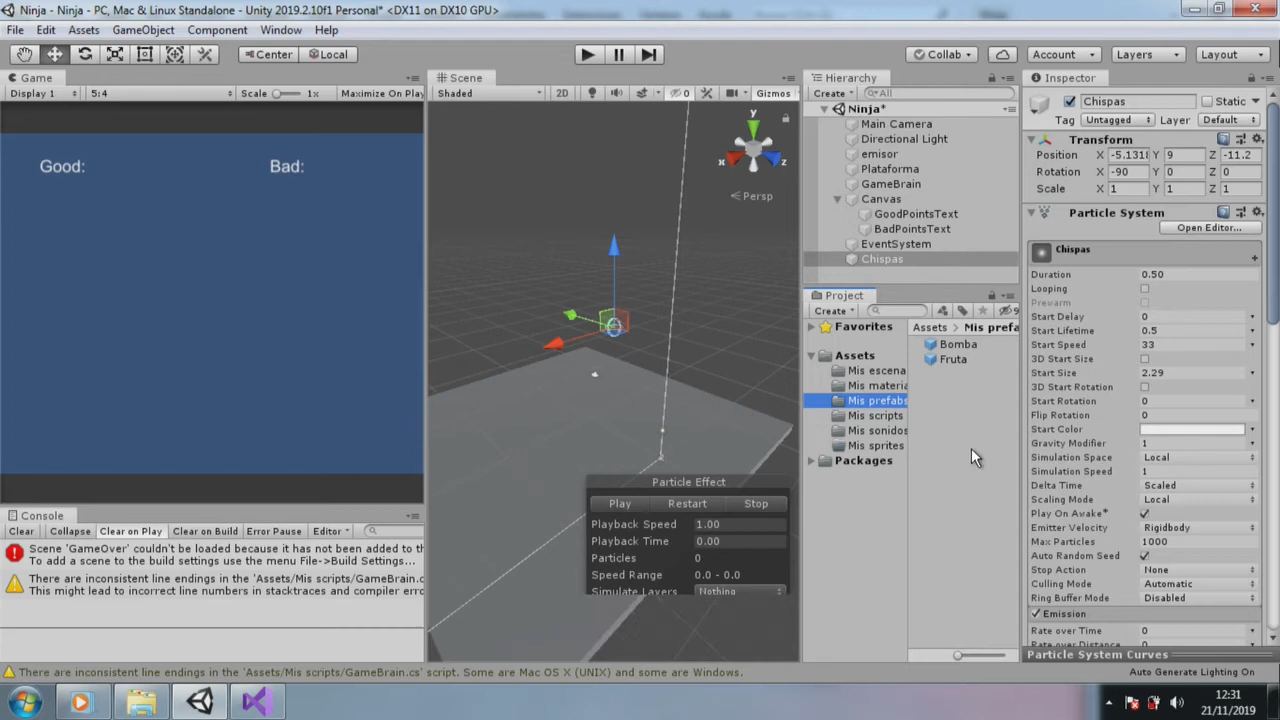 Ninja - Ninja - PC, Mac & Linux Standalone - Unity 2019.2.10f1 Personal* <DX11 on DX10 GPU>
File Edit Assets GameObject Component Window Help
Center Local Collab Account Layers Layout
Game
Display 1 5:4 Scale 1x Maximize On Play
Good: Bad:
Console
Clear Collapse Clear on Play Clear on Build Error Pause Editor
Scene 'GameOver' couldn't be loaded because it has not been added to th
To add a scene to the build settings use the menu File->Build Settings...
There are inconsistent line endings in the 'Assets/Mis scripts/GameBrain.c
This might lead to incorrect line numbers in stacktraces and compiler erro
Scene
Shaded 2D 0 Gizmos
y
x z
Persp
Particle Effect
Play Restart Stop
Playback Speed 1.00
Playback Time 0.00
Particles 0
Speed Range 0.0 - 0.0
Simulate Layers Nothing
Hierarchy
Create All
Ninja*
Main Camera
Directional Light
emisor
Plataforma
GameBrain
Canvas
GoodPointsText
BadPointsText
EventSystem
Chispas
Project
Create 9
Favorites
Assets
Mis escena
Mis materia
Mis prefabs
Mis scripts
Mis sonidos
Mis sprites
Packages
Assets > Mis prefa
Bomba
Fruta
Inspector
Chispas Static
Tag Untagged Layer Default
Transform
Position X -5.1318 Y 9 Z -11.2
Rotation X -90 Y 0 Z 0
Scale X 1 Y 1 Z 1
Particle System
Open Editor...
Chispas
Duration 0.50
Looping
Prewarm
Start Delay 0
Start Lifetime 0.5
Start Speed 33
3D Start Size
Start Size 2.29
3D Start Rotation
Start Rotation 0
Flip Rotation 0
Start Color
Gravity Modifier 1
Simulation Space Local
Simulation Speed 1
Delta Time Scaled
Scaling Mode Local
Play On Awake*
Emitter Velocity Rigidbody
Max Particles 1000
Auto Random Seed
Stop Action None
Culling Mode Automatic
Ring Buffer Mode Disabled
Emission
Rate over Time 0
Rate over Distance 0
Particle System Curves
There are inconsistent line endings in the 'Assets/Mis scripts/GameBrain.cs' script. Some are Mac OS X (UNIX) and some are Windows.
Auto Generate Lighting On
12:31
21/11/2019